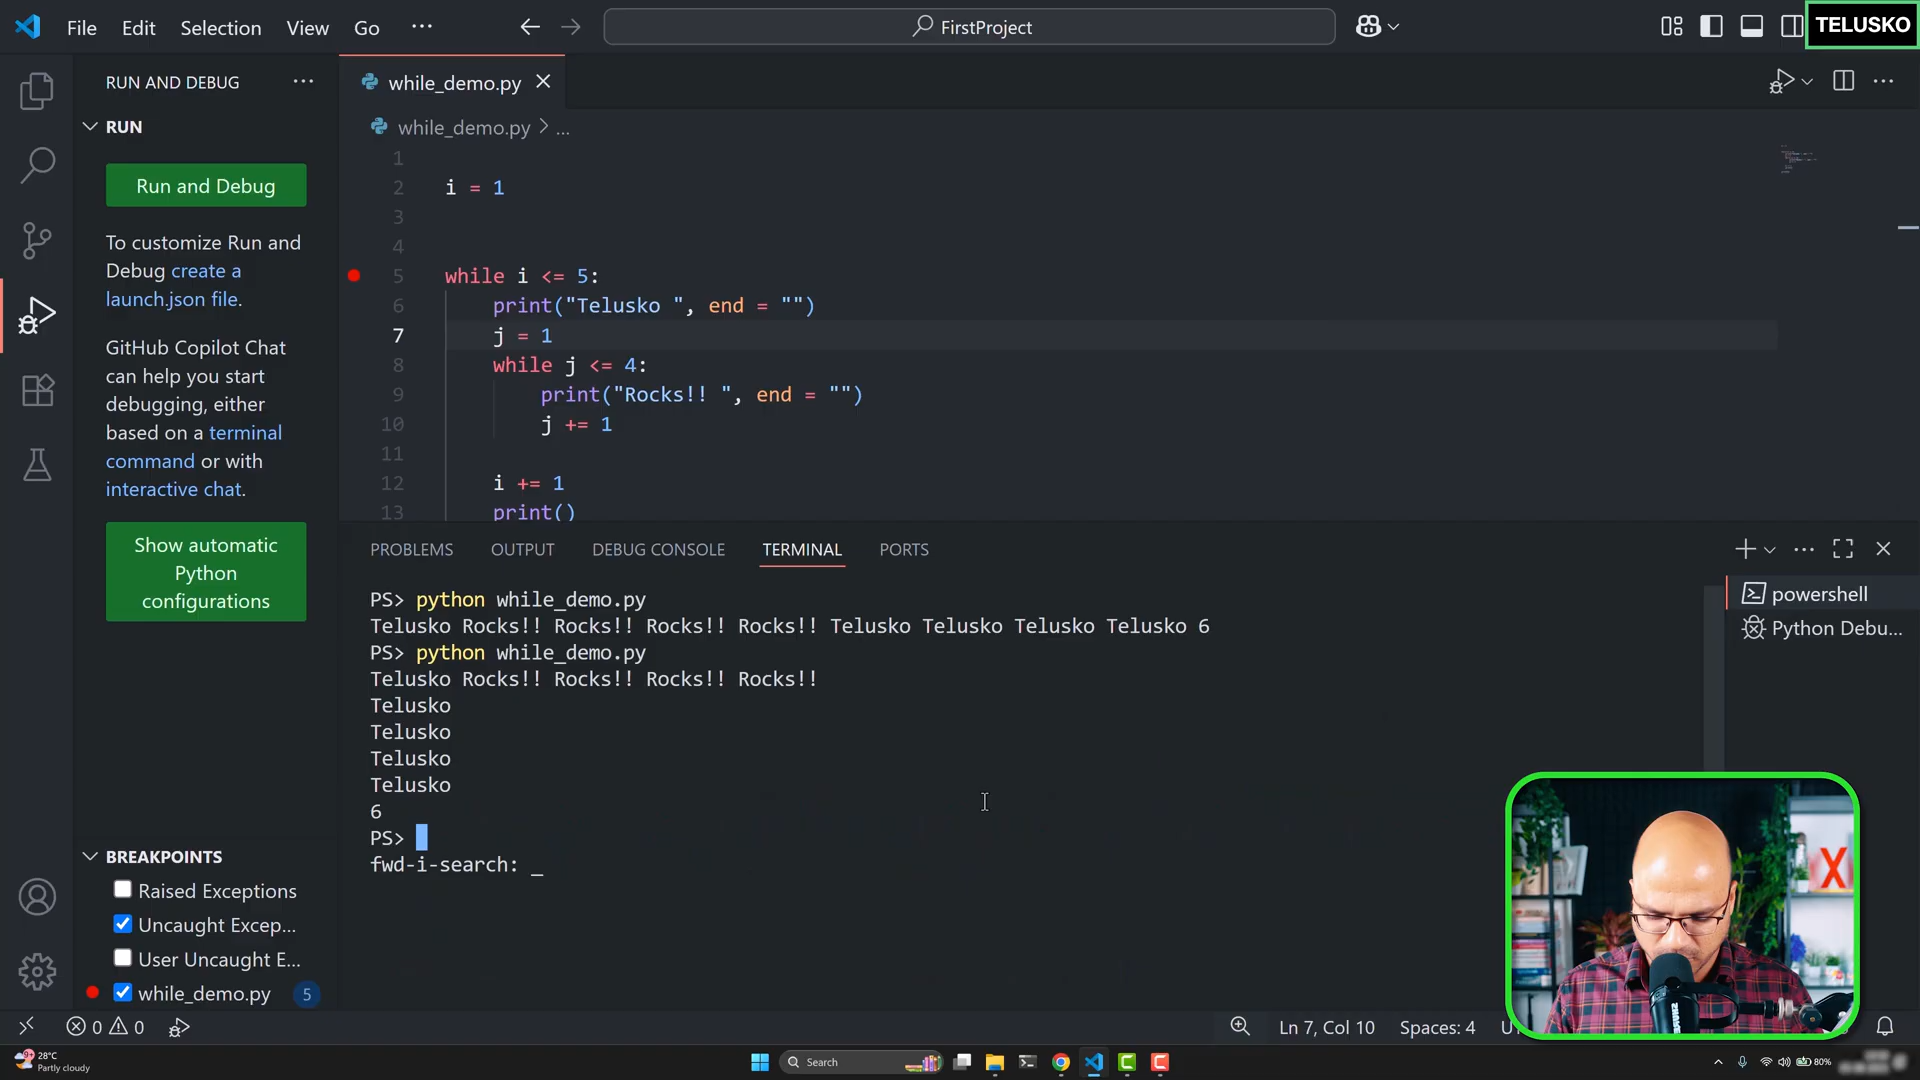 File Edit Selection View Go ···
FirstProject
TELUSKO
RUN AND DEBUG ···
RUN
Run and Debug
To customize Run and
Debug create a
launch.json file.
GitHub Copilot Chat
can help you start
debugging, either
based on a terminal
command or with
interactive chat.
Show automatic
Python
configurations
BREAKPOINTS
Raised Exceptions
Uncaught Excep...
User Uncaught E...
while_demo.py 5
while_demo.py
while_demo.py > ...
1
2 i = 1
3
4
5 while i <= 5:
6 print("Telusko ", end = "")
7 j = 1
8 while j <= 4:
9 print("Rocks!! ", end = "")
10 j += 1
11
12 i += 1
13 print()
PROBLEMS OUTPUT DEBUG CONSOLE TERMINAL PORTS
PS> python while_demo.py
Telusko Rocks!! Rocks!! Rocks!! Rocks!! Telusko Telusko Telusko Telusko 6
PS> python while_demo.py
Telusko Rocks!! Rocks!! Rocks!! Rocks!!
Telusko
Telusko
Telusko
Telusko
6
PS>
fwd-i-search: _
powershell
Python Debu...
0 0
Ln 7, Col 10 Spaces: 4
28°C
Partly cloudy
Search
80%